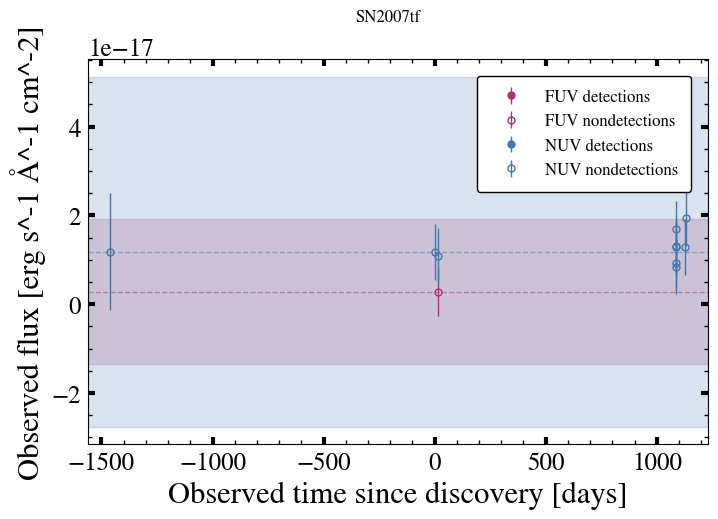 SN2007tf
1e−17
Observed flux [erg s^-1 Å^-1 cm^-2]
4
2
0
−2
FUV detections
FUV nondetections
NUV detections
NUV nondetections
−1500 −1000 −500 0 500 1000
Observed time since discovery [days]